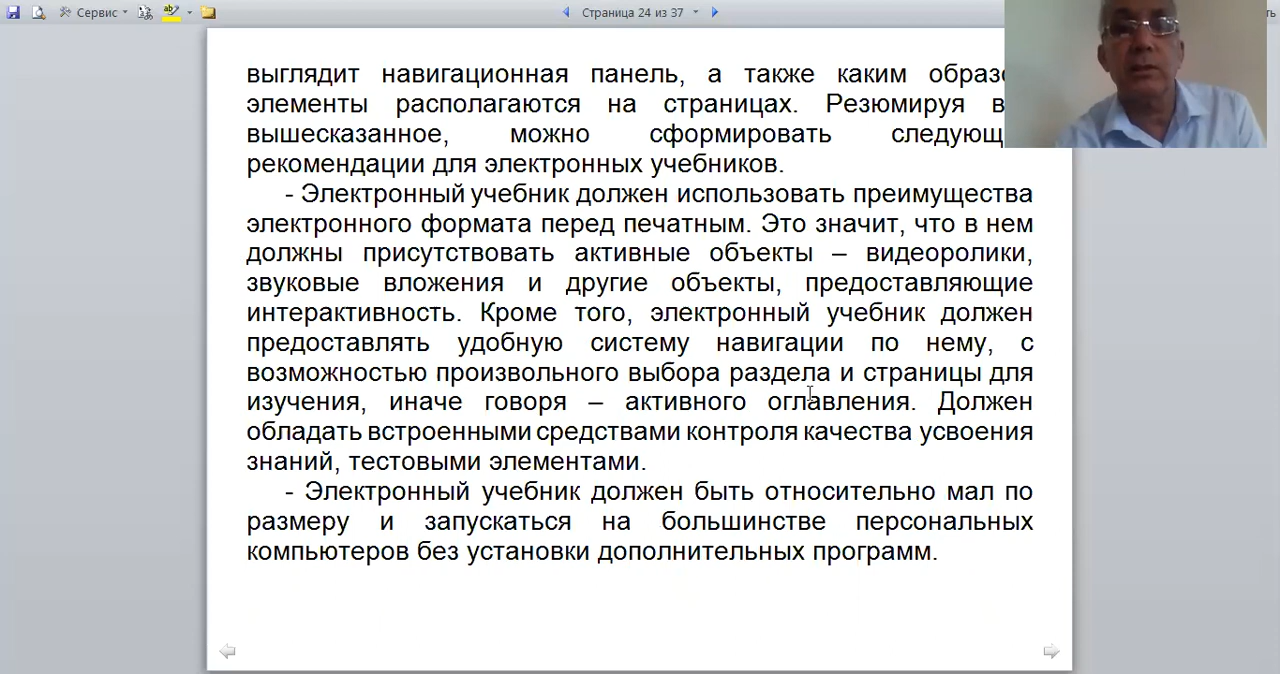 Сервис
Страница 24 из 37
выглядит навигационная панель, а также каким
элементы располагаются на страницах. Резюмируя
вышесказанное, можно сформировать
рекомендации для электронных учебников.
- Электронный учебник должен использовать преимущества
электронного формата перед печатным. Это значит, что в нем
должны присутствовать активные объекты – видеоролики,
звуковые вложения и другие объекты, предоставляющие
интерактивность. Кроме того, электронный учебник должен
предоставлять удобную систему навигации по нему, с
возможностью произвольного выбора раздела и страницы для
изучения, иначе говоря – активного оглавления. Должен
обладать встроенными средствами контроля качества усвоения
знаний, тестовыми элементами.
- Электронный учебник должен быть относительно мал по
размеру и запускаться на большинстве персональных
компьютеров без установки дополнительных программ.